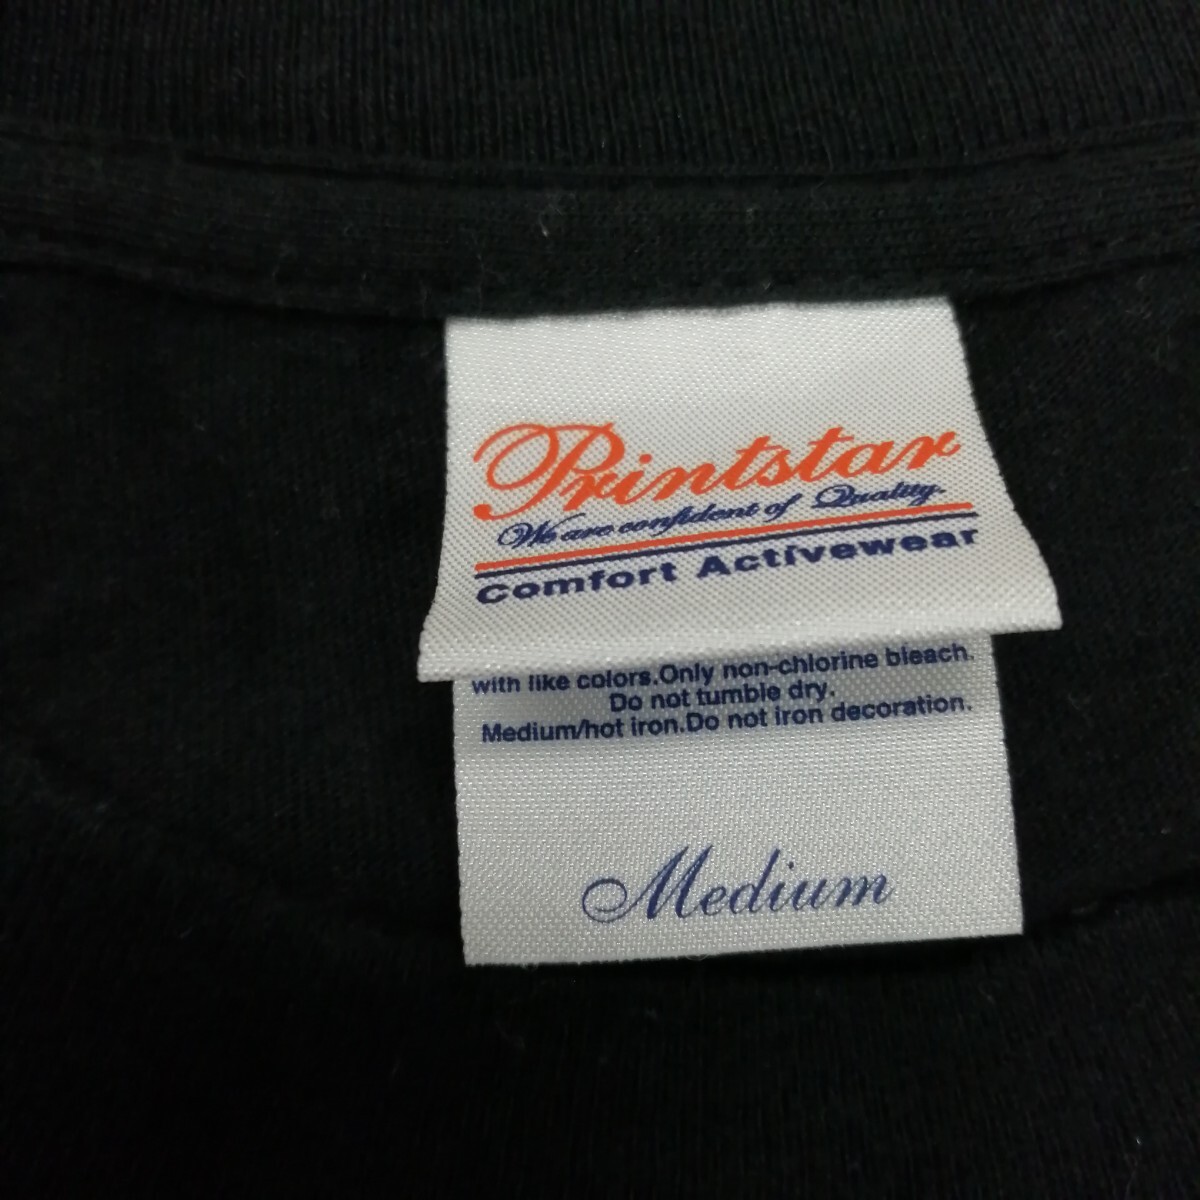 Printstar
We are confident of Quality.
Comfort Activewear
with like colors.Only non-chlorine bleach.
Do not tumble dry.
Medium/hot iron.Do not iron decoration.
Medium